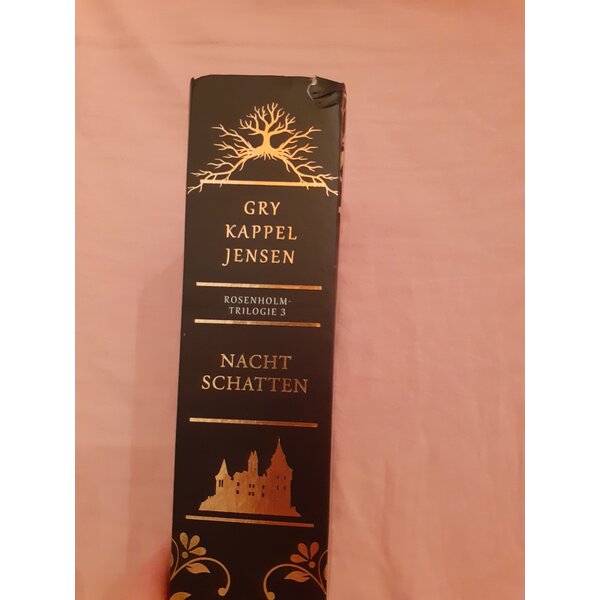 GRY
KAPPEL
JENSEN
ROSENHOLM-
TRILOGIE 3
NACHT
SCHATTEN